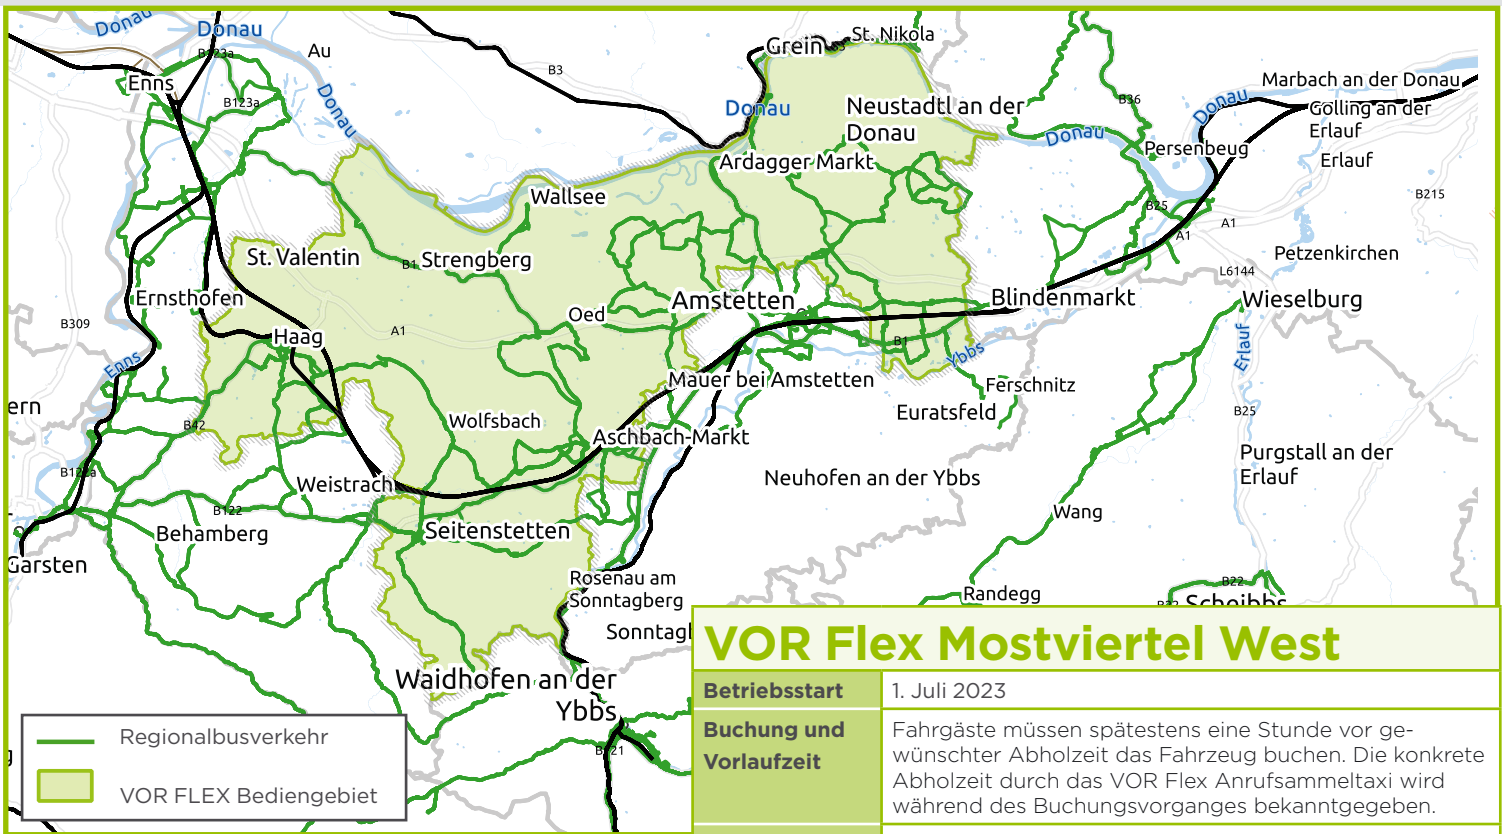 Donau
Donau
B123a
Au
Enns
B123a
Donau
B3
Grein
St. Nikola
Donau
Neustadtl an der
Donau
B36
Donau
Donau
Marbach an der Donau
Golling an der
Erlauf
Persenbeug
Erlauf
Ardagger Markt
Wallsee
B25
B215
A1
A1
Petzenkirchen
L6144
St. Valentin
B1
Strengberg
Ernsthofen
Amstetten
Blindenmarkt
Wieselburg
Oed
B309
Haag
A1
B1
Ybbs
Erlauf
Enns
Mauer bei Amstetten
Ferschnitz
Euratsfeld
ern
B42
Wolfsbach
Aschbach-Markt
B25
Purgstall an der
Erlauf
Neuhofen an der Ybbs
B122a
Weistrach
B122
Behamberg
Seitenstetten
Wang
Garsten
Rosenau am
Sonntagberg
Randegg
B22
Scheibbs
Sonntag
Waidhofen an der
Ybbs
B121
Regionalbusverkehr
VOR FLEX Bediengebiet
VOR Flex Mostviertel West
Betriebsstart
1. Juli 2023
Buchung und
Vorlaufzeit
Fahrgäste müssen spätestens eine Stunde vor ge-
wünschter Abholzeit das Fahrzeug buchen. Die konkrete
Abholzeit durch das VOR Flex Anrufsammeltaxi wird
während des Buchungsvorganges bekanntgegeben.